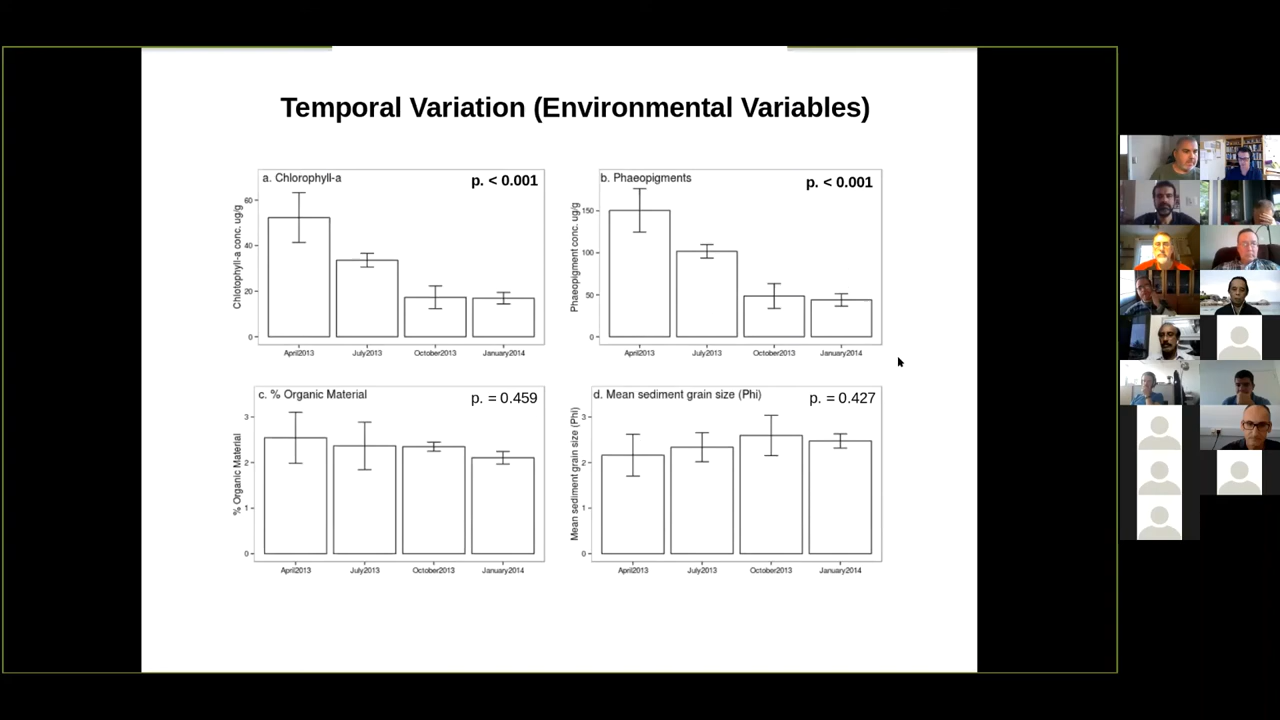 Temporal Variation (Environmental Variables)
a. Chlorophyll-a
p. < 0.001
Chlotophyll-a conc. ug/g
60
40
20
0
April2013
July2013
October2013
January2014
b. Phaeopigments
p. < 0.001
Phaeopigment conc. ug/g
150
100
50
0
April2013
July2013
October2013
January2014
c. % Organic Material
p. = 0.459
% Organic Material
3
2
1
0
April2013
July2013
October2013
January2014
d. Mean sediment grain size (Phi)
p. = 0.427
Mean sediment grain size (Phi)
3
2
1
0
April2013
July2013
October2013
January2014